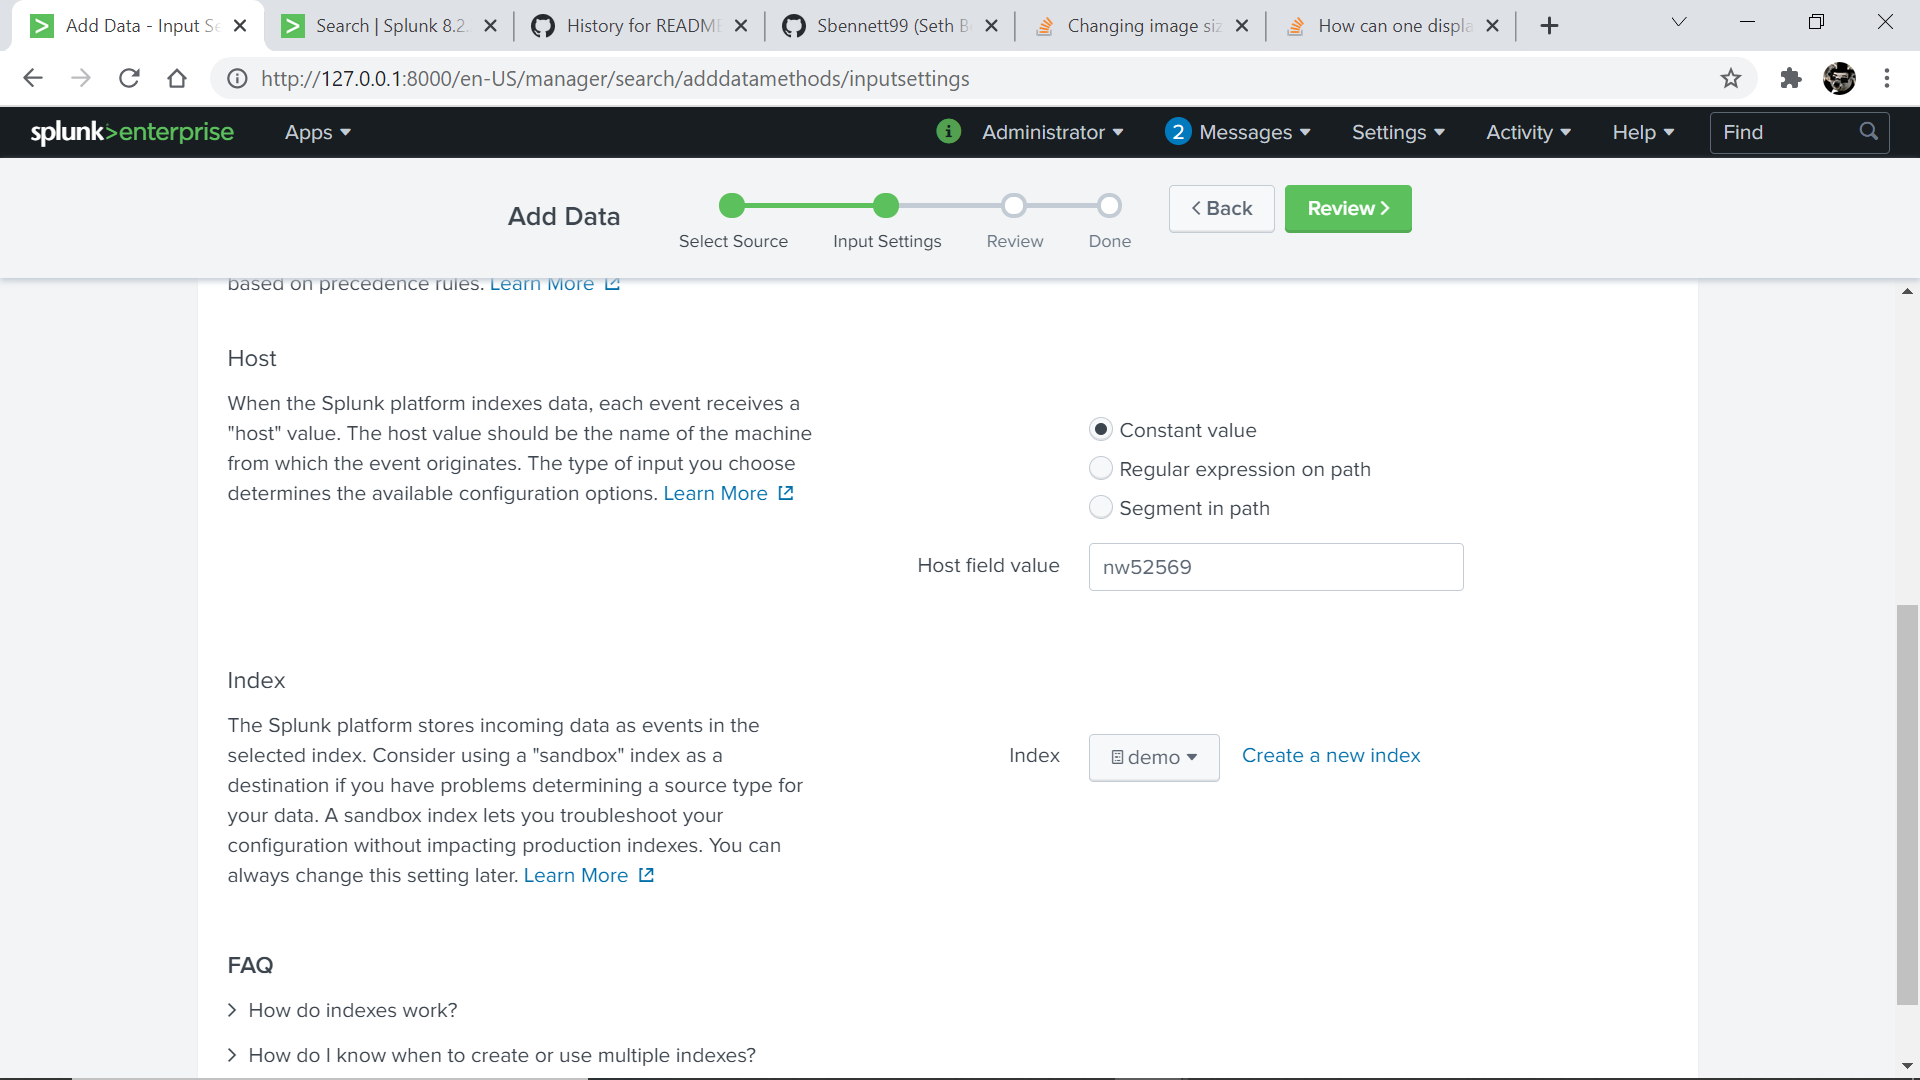 Add Data - Input Se
Search | Splunk 8.2.
History for README
Sbennett99 (Seth B
Changing image siz
How can one displa
http://127.0.0.1:8000/en-US/manager/search/adddatamethods/inputsettings
splunk>enterprise
Apps
i
Administrator
2 Messages
Settings
Activity
Help
Find
Add Data
Select Source
Input Settings
Review
Done
< Back
Review >
based on precedence rules. Learn More
Host
When the Splunk platform indexes data, each event receives a
"host" value. The host value should be the name of the machine
from which the event originates. The type of input you choose
determines the available configuration options. Learn More
Constant value
Regular expression on path
Segment in path
Host field value
nw52569
Index
The Splunk platform stores incoming data as events in the
selected index. Consider using a "sandbox" index as a
destination if you have problems determining a source type for
your data. A sandbox index lets you troubleshoot your
configuration without impacting production indexes. You can
always change this setting later. Learn More
Index
demo
Create a new index
FAQ
> How do indexes work?
> How do I know when to create or use multiple indexes?